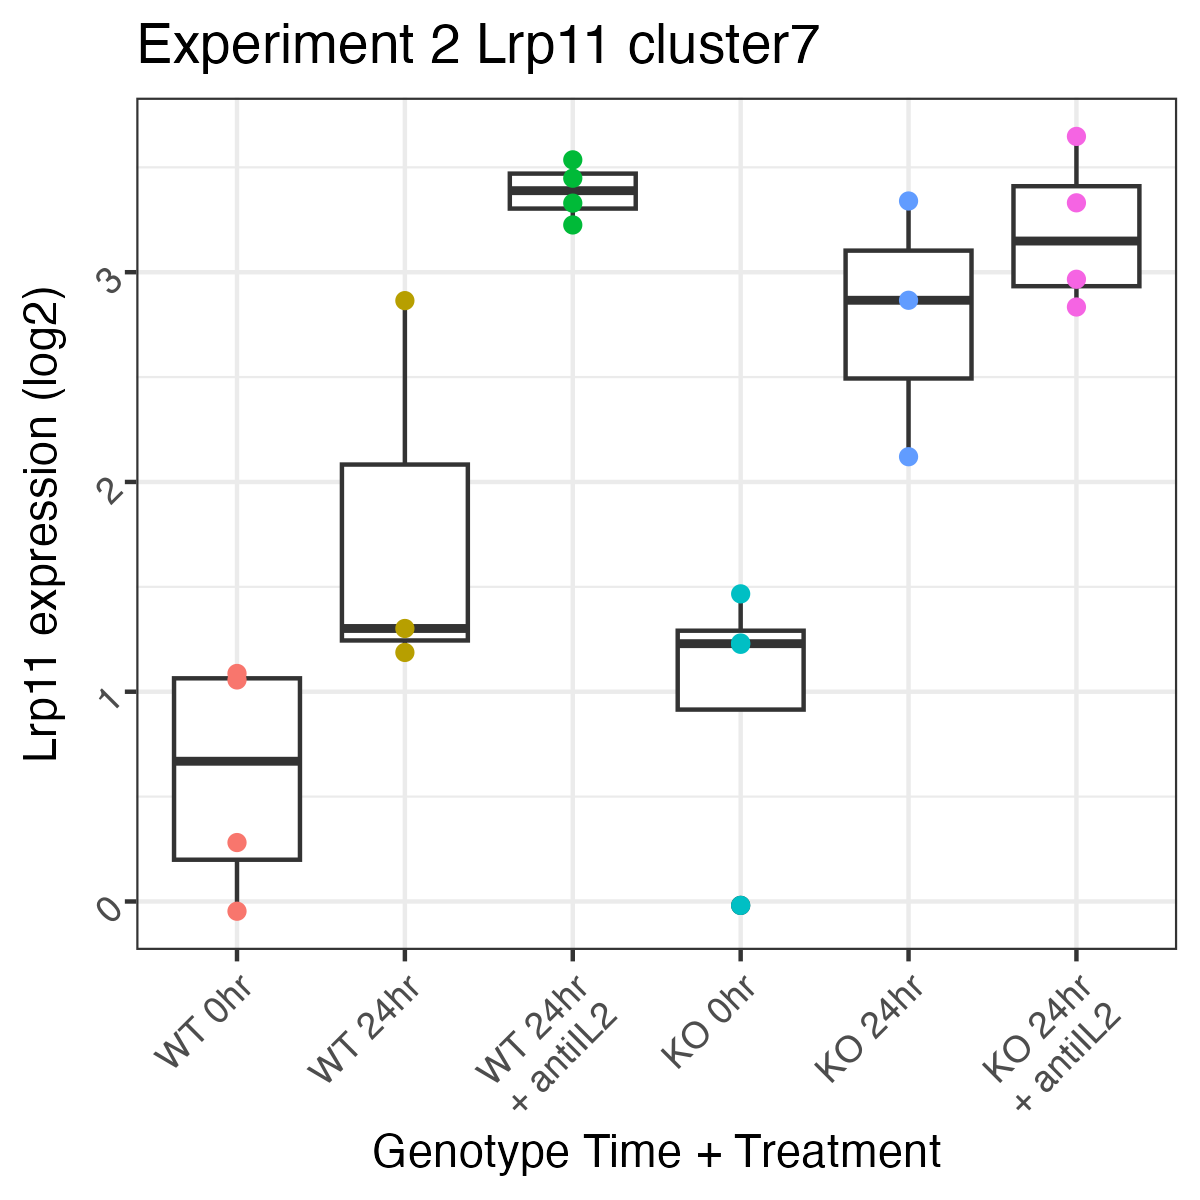 Experiment 2 Lrp11 cluster7
Lrp11 expression (log2)
3
2
1
0
WT 0hr
WT 24hr
WT 24hr
+ antiIL2
KO 0hr
KO 24hr
KO 24hr
+ antiIL2
Genotype Time + Treatment